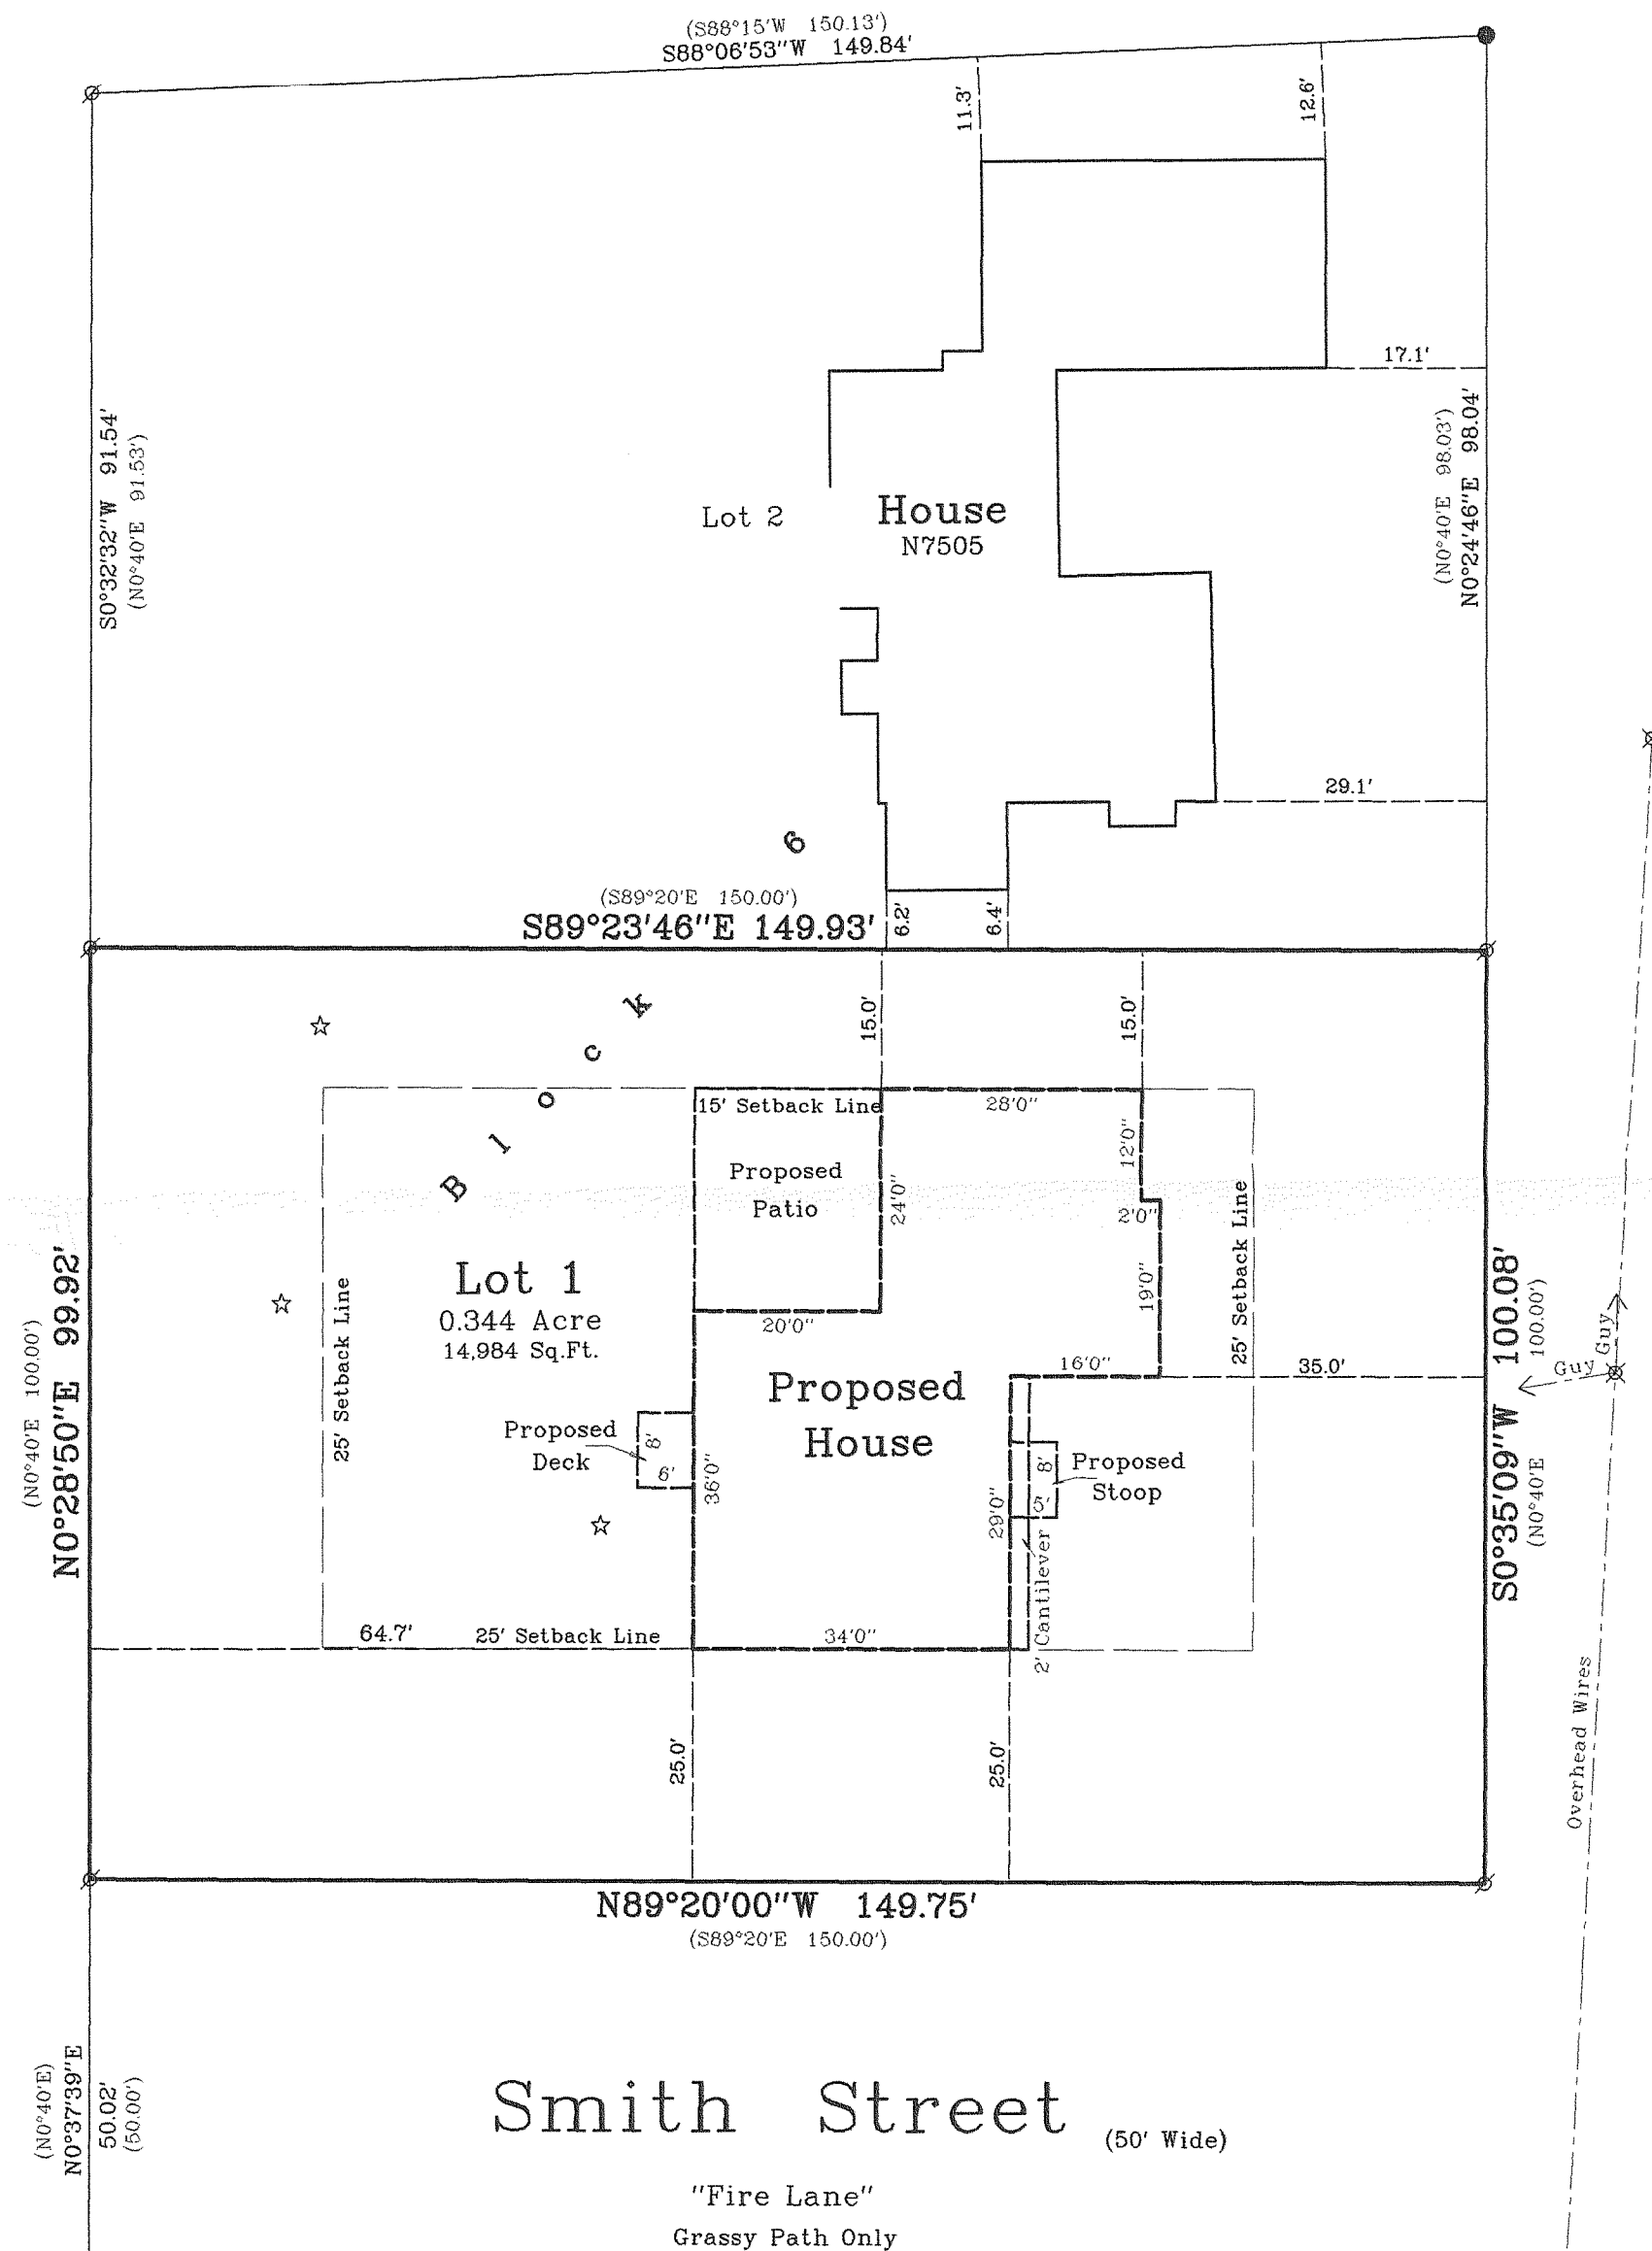 (S88°15'W 150.13')
S88°06'53"W 149.84'
11.3'
12.6'
17.1'
S0°32'32"W 91.54'
(N0°40'E 91.53')
(N0°40'E 98.03')
N0°24'46"E 98.04'
Lot 2
House
N7505
29.1'
(S89°20'E 150.00')
S89°23'46"E 149.93'
6.2'
6.4'
Block 6
15.0'
15.0'
15' Setback Line
28'0"
12'0"
Proposed
Patio
24'0"
2'0"
25' Setback Line
19'0"
Lot 1
0.344 Acre
14,984 Sq.Ft.
25' Setback Line
20'0"
16'0"
35.0'
(N0°40'E 100.00')
N0°28'50"E 99.92'
S0°35'09"W 100.08'
(N0°40'E 100.00')
Guy
Guy
Proposed
House
Proposed
Deck
8'
6'
36'0"
Proposed
Stoop
8'
5'
29'0"
2' Cantilever
64.7'
25' Setback Line
34'0"
25.0'
25.0'
Overhead Wires
N89°20'00"W 149.75'
(S89°20'E 150.00')
(N0°40'E)
N0°37'39"E
50.02'
(50.00')
Smith Street (50' Wide)
"Fire Lane"
Grassy Path Only